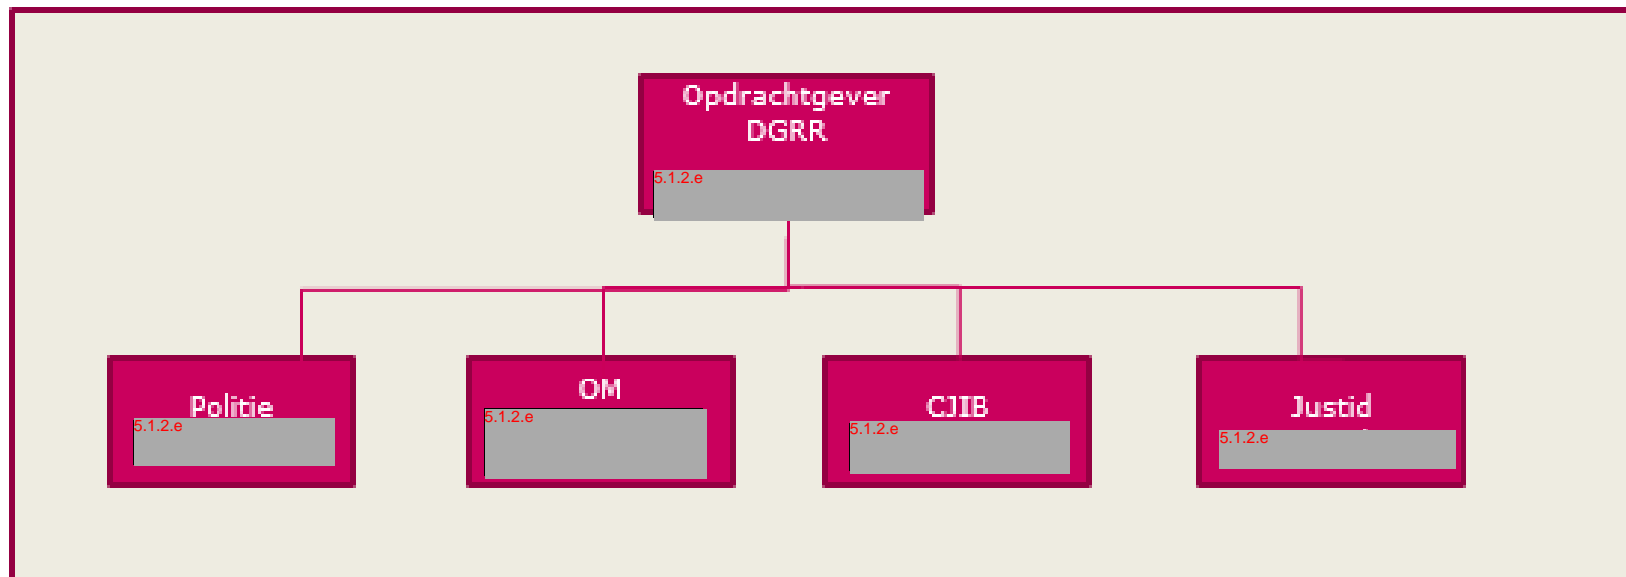 Opdrachtgever
DGRR
5.1.2.e
Politie
5.1.2.e
OM
5.1.2.e
CJIB
5.1.2.e
Justid
5.1.2.e